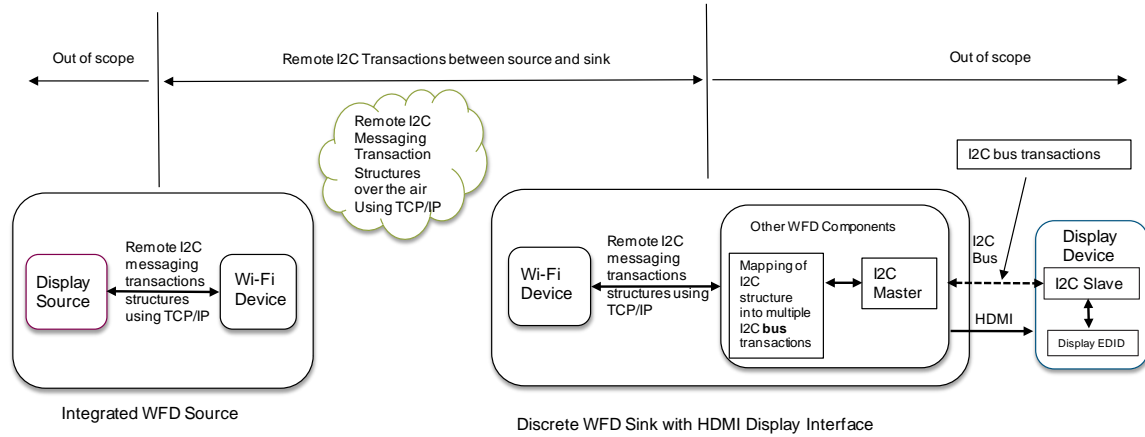 Out of scope
Remote I2C Transactions between source and sink
Out of scope
Remote I2C
Messaging
Transaction
Structures
over the air
Using TCP/IP
I2C bus transactions
Display
Source
Remote I2C
messaging
transactions
structures
using TCP/IP
Wi-Fi
Device
Integrated WFD Source
Wi-Fi
Device
Remote I2C
messaging
transactions
structures using
TCP/IP
Other WFD Components
Mapping of
I2C
structure
into multiple
I2C bus
transactions
I2C
Master
I2C
Bus
HDMI
Display
Device
I2C Slave
Display EDID
Discrete WFD Sink with HDMI Display Interface